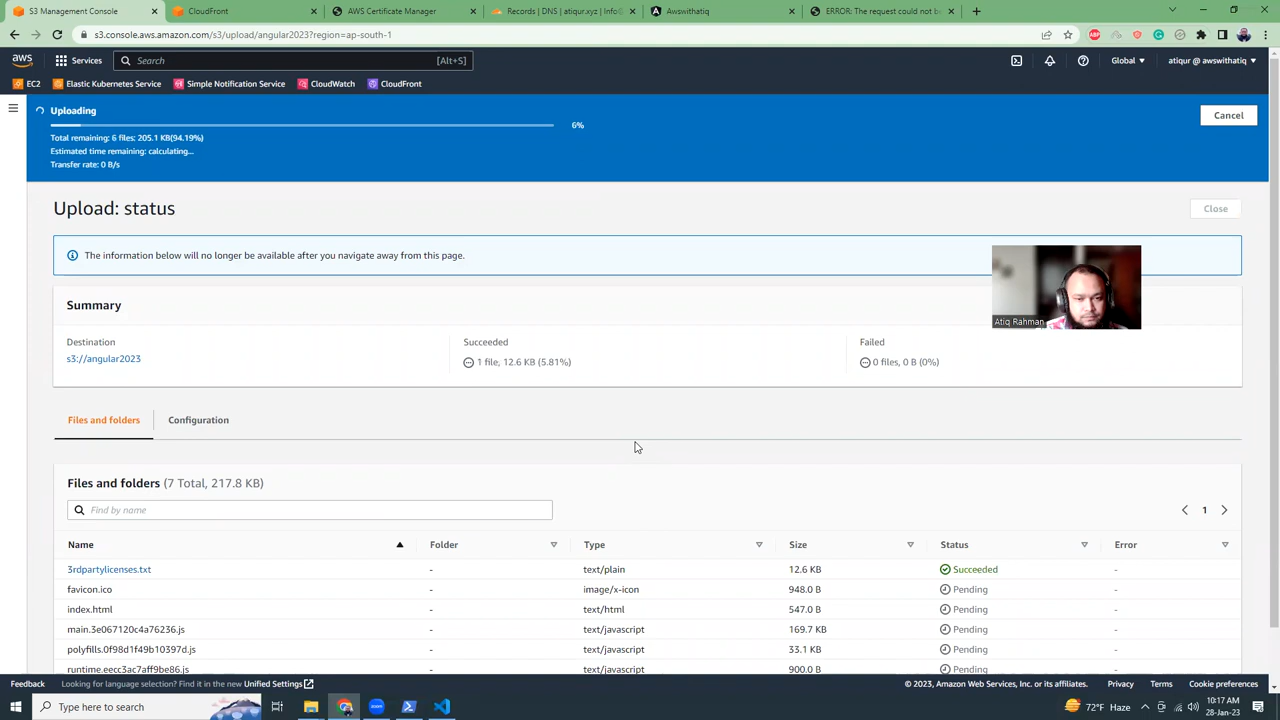 S3 Management Console
CloudFront
AWS Certificate Manager
Records | DNS | atiqur.xyz | Info
Awswithatiq
ERROR: The request could not be
s3.console.aws.amazon.com/s3/upload/angular2023?region=ap-south-1
aws
Services
Search
[Alt+S]
Global
atiqur @ awswithatiq
EC2
Elastic Kubernetes Service
Simple Notification Service
CloudWatch
CloudFront
Uploading
6%
Cancel
Total remaining: 6 files: 205.1 KB(94.19%)
Estimated time remaining: calculating...
Transfer rate: 0 B/s
Upload: status
Close
The information below will no longer be available after you navigate away from this page.
Summary
Atiq Rahman
Destination
Succeeded
Failed
s3://angular2023
1 file, 12.6 KB (5.81%)
0 files, 0 B (0%)
Files and folders
Configuration
Files and folders (7 Total, 217.8 KB)
Find by name
1
Name Folder Type Size Status Error
3rdpartylicenses.txt - text/plain 12.6 KB Succeeded -
favicon.ico - image/x-icon 948.0 B Pending -
index.html - text/html 547.0 B Pending -
main.3e067120c4a76236.js - text/javascript 169.7 KB Pending -
polyfills.0f98d1f49b10397d.js - text/javascript 33.1 KB Pending -
runtime.eecc3ac7aff9be86.js - text/javascript 900.0 B Pending -
Feedback
Looking for language selection? Find it in the new Unified Settings
© 2023, Amazon Web Services, Inc. or its affiliates.
Privacy
Terms
Cookie preferences
Type here to search
72°F Haze
10:17 AM
28-Jan-23